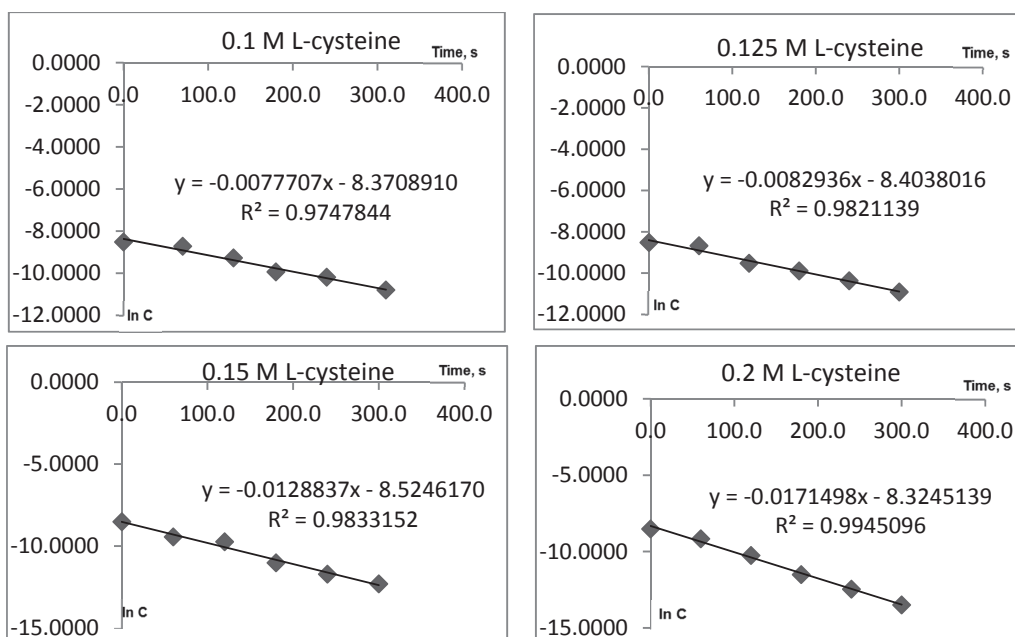 0.1 M L-cysteine
Time, s
0.0000
0.0 100.0 200.0 300.0 400.0
-2.0000
-4.0000
-6.0000
y = -0.0077707x - 8.3708910
R² = 0.9747844
-8.0000
-10.0000
-12.0000
ln C
0.125 M L-cysteine
Time, s
0.0000
0.0 100.0 200.0 300.0 400.0
-2.0000
-4.0000
-6.0000
y = -0.0082936x - 8.4038016
R² = 0.9821139
-8.0000
-10.0000
-12.0000
ln C
0.15 M L-cysteine
Time, s
0.0000
0.0 100.0 200.0 300.0 400.0
-5.0000
y = -0.0128837x - 8.5246170
R² = 0.9833152
-10.0000
-15.0000
ln C
0.2 M L-cysteine
Time, s
0.0000
0.0 100.0 200.0 300.0 400.0
-5.0000
y = -0.0171498x - 8.3245139
R² = 0.9945096
-10.0000
-15.0000
ln C